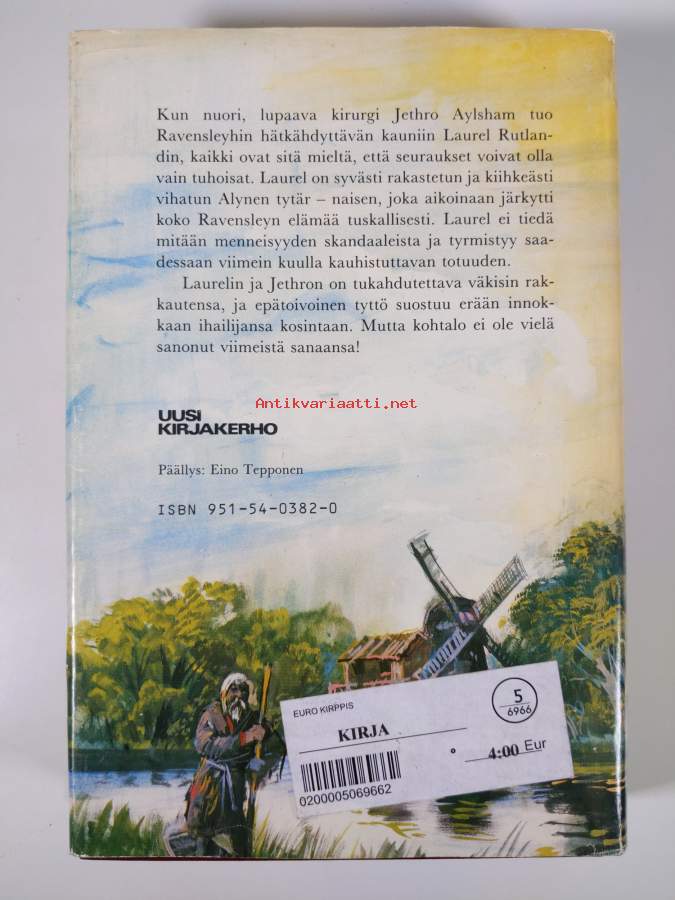 Kun nuori, lupaava kirurgi Jethro Aylsham tuo
Ravensleyhin hätkähdyttävän kauniin Laurel Rutlan-
din, kaikki ovat sitä mieltä, että seuraukset voivat olla
vain tuhoisat. Laurel on syvästi rakastetun ja kiihkeästi
vihatun Alynen tytär – naisen, joka aikoinaan järkytti
koko Ravensleyn elämää tuskallisesti. Laurel ei tiedä
mitään menneisyyden skandaaleista ja tyrmistyy saa-
dessaan viimein kuulla kauhistuttavan totuuden.
Laurelin ja Jethron on tukahdutettava väkisin rak-
kautensa, ja epätoivoinen tyttö suostuu erään innok-
kaan ihailijansa kosintaan. Mutta kohtalo ei ole vielä
sanonut viimeistä sanaansa!
Antikvariaatti.net
UUSI
KIRJAKERHO
Päällys: Eino Tepponen
ISBN 951-54-0382-0
EURO KIRPPIS
5
6966
KIRJA
° 4:00 Eur
0200005069662